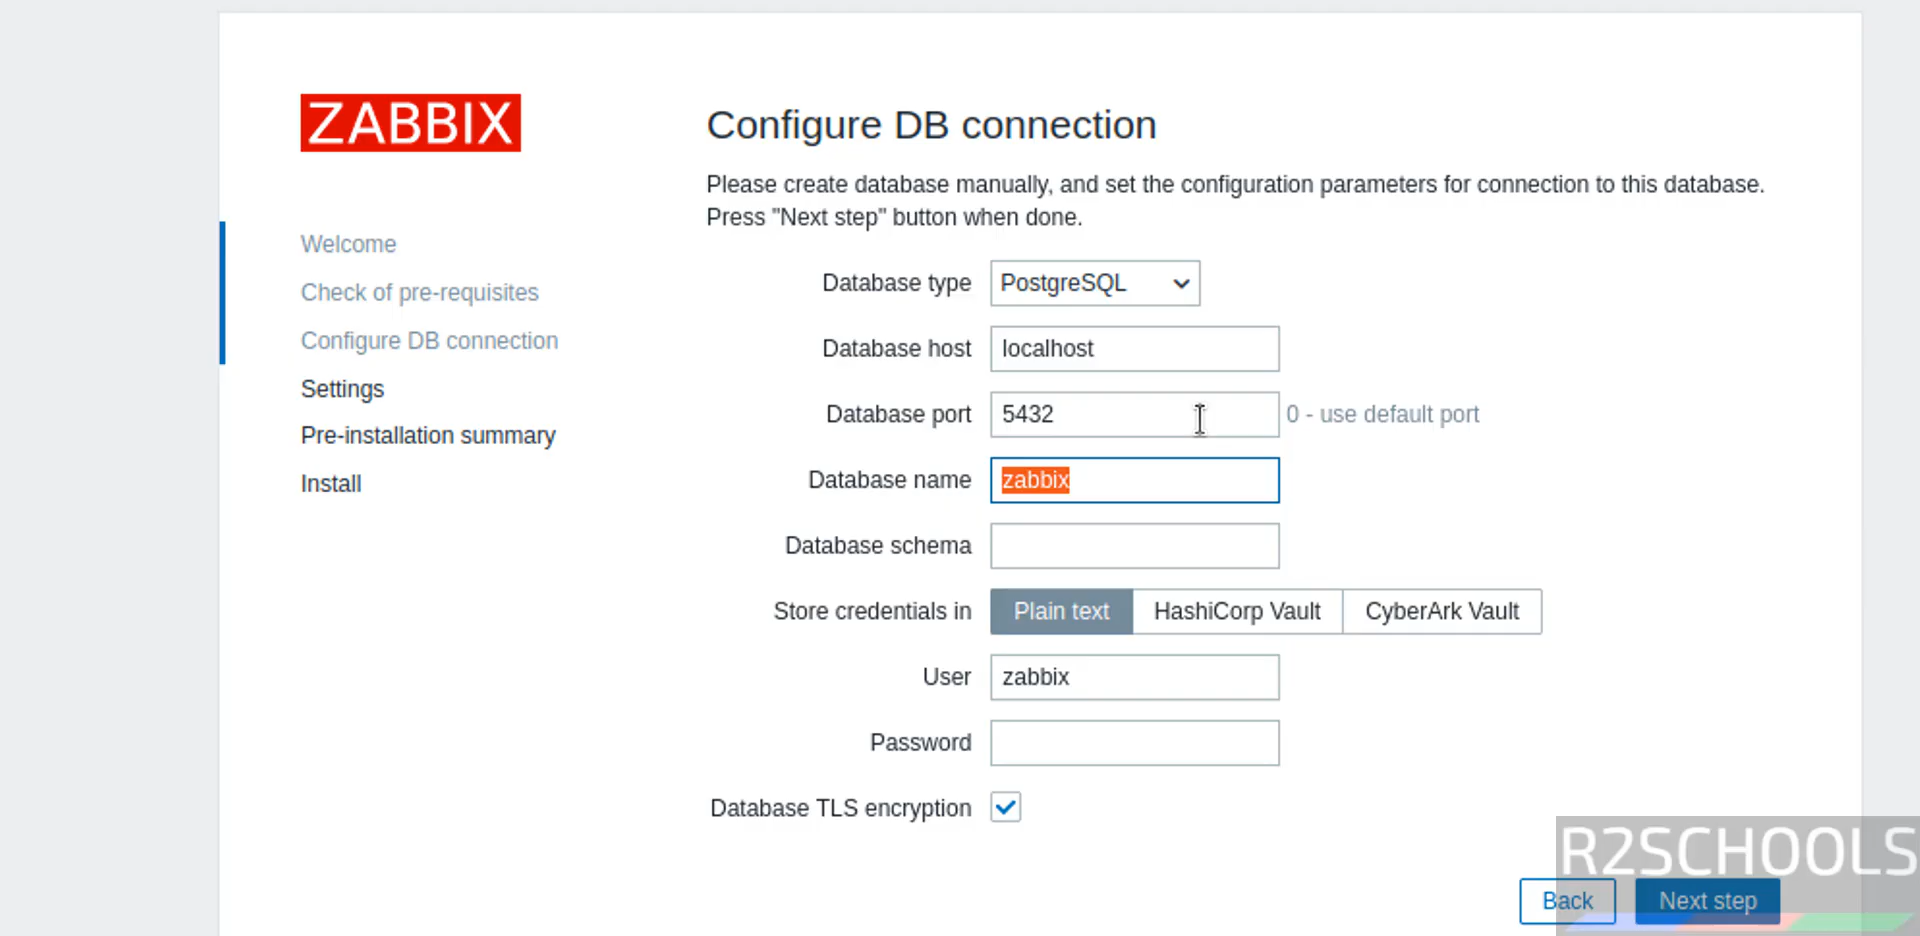 ZABBIX
Welcome
Check of pre-requisites
Configure DB connection
Settings
Pre-installation summary
Install
Configure DB connection
Please create database manually, and set the configuration parameters for connection to this database.
Press "Next step" button when done.
Database type PostgreSQL
Database host localhost
Database port 5432 0 - use default port
Database name zabbix
Database schema
Store credentials in Plain text HashiCorp Vault CyberArk Vault
User zabbix
Password
Database TLS encryption
R2SCHOOLS
Back Next step